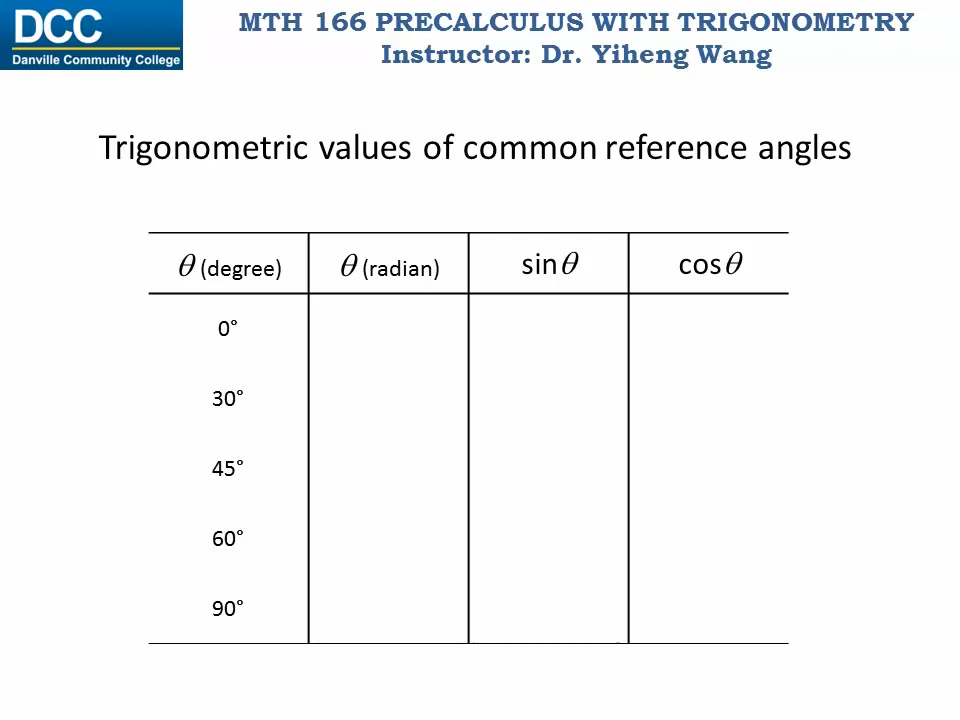 DCC
Danville Community College
MTH 166 PRECALCULUS WITH TRIGONOMETRY
Instructor: Dr. Yiheng Wang
Trigonometric values of common reference angles
θ (degree) θ (radian) sinθ cosθ
0°
30°
45°
60°
90°